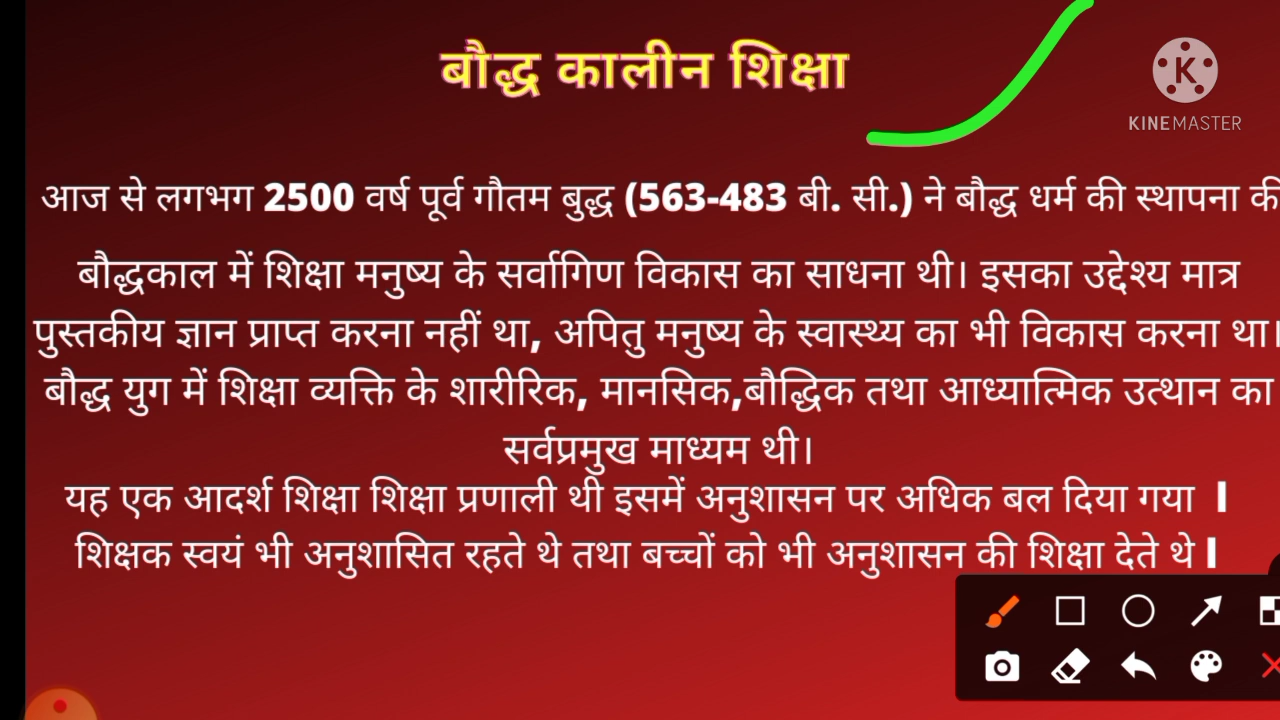 बौद्ध कालीन शिक्षा
KINEMASTER
आज से लगभग 2500 वर्ष पूर्व गौतम बुद्ध (563-483 बी. सी.) ने बौद्ध धर्म की स्थापना की
बौद्धकाल में शिक्षा मनुष्य के सर्वागिण विकास का साधना थी। इसका उद्देश्य मात्र
पुस्तकीय ज्ञान प्राप्त करना नहीं था, अपितु मनुष्य के स्वास्थ्य का भी विकास करना था।
बौद्ध युग में शिक्षा व्यक्ति के शारीरिक, मानसिक,बौद्धिक तथा आध्यात्मिक उत्थान का
सर्वप्रमुख माध्यम थी।
यह एक आदर्श शिक्षा शिक्षा प्रणाली थी इसमें अनुशासन पर अधिक बल दिया गया ।
शिक्षक स्वयं भी अनुशासित रहते थे तथा बच्चों को भी अनुशासन की शिक्षा देते थे ।